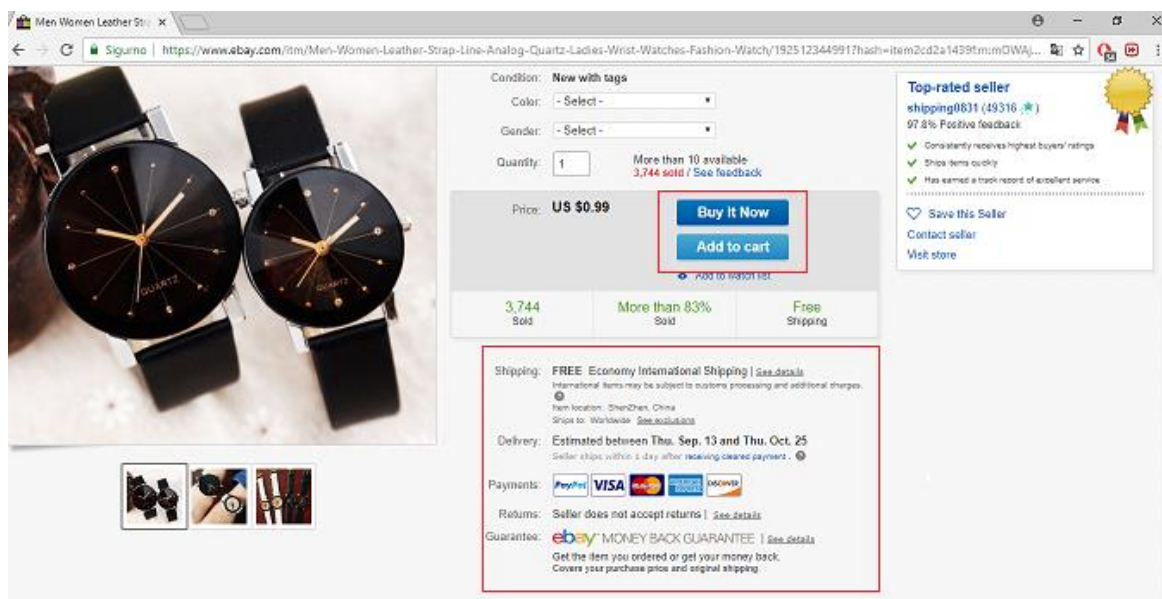 Men Women Leather Str
Sigurno https://www.ebay.com/itm/Men-Women-Leather-Strap-Line-Analog-Quartz-Ladies-Wrist-Watches-Fashion-Watch/192512344991?hash=item2cd2a1439f:m:mOWAj...
Condition: New with tags
Color: - Select -
Gender: - Select -
Quantity: 1 More than 10 available
3,744 sold / See feedback
Price: US $0.99
Buy It Now
Add to cart
Add to watch list
3,744 More than 83% Free
Sold Sold Shipping
Shipping: FREE Economy International Shipping | See details
International items may be subject to customs processing and additional charges.
Item location: ShenZhen, China
Ships to: Worldwide See exclusions
Delivery: Estimated between Thu. Sep. 13 and Thu. Oct. 25
Seller ships within 1 day after receiving cleared payment.
Payments: PayPal VISA MasterCard DISCOVER
Returns: Seller does not accept returns | See details
Guarantee: ebay MONEY BACK GUARANTEE | See details
Get the item you ordered or get your money back.
Covers your purchase price and original shipping.
Top-rated seller
shipping0831 (49316)
97.8% Positive feedback
Consistently receives highest buyers' ratings
Ships items quickly
Has earned a track record of excellent service
Save this Seller
Contact seller
Visit store
QUARTZ
QUARTZ